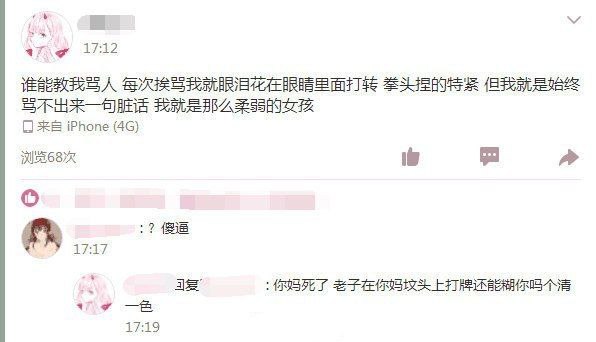 17:12
谁能教我骂人 每次挨骂我就眼泪花在眼睛里面打转 拳头捏的特紧 但我就是始终
骂不出来一句脏话 我就是那么柔弱的女孩
来自 iPhone (4G)
浏览68次
:？傻逼
17:17
回复 : 你妈死了 老子在你妈坟头上打牌还能糊你吗个清
一色
17:19